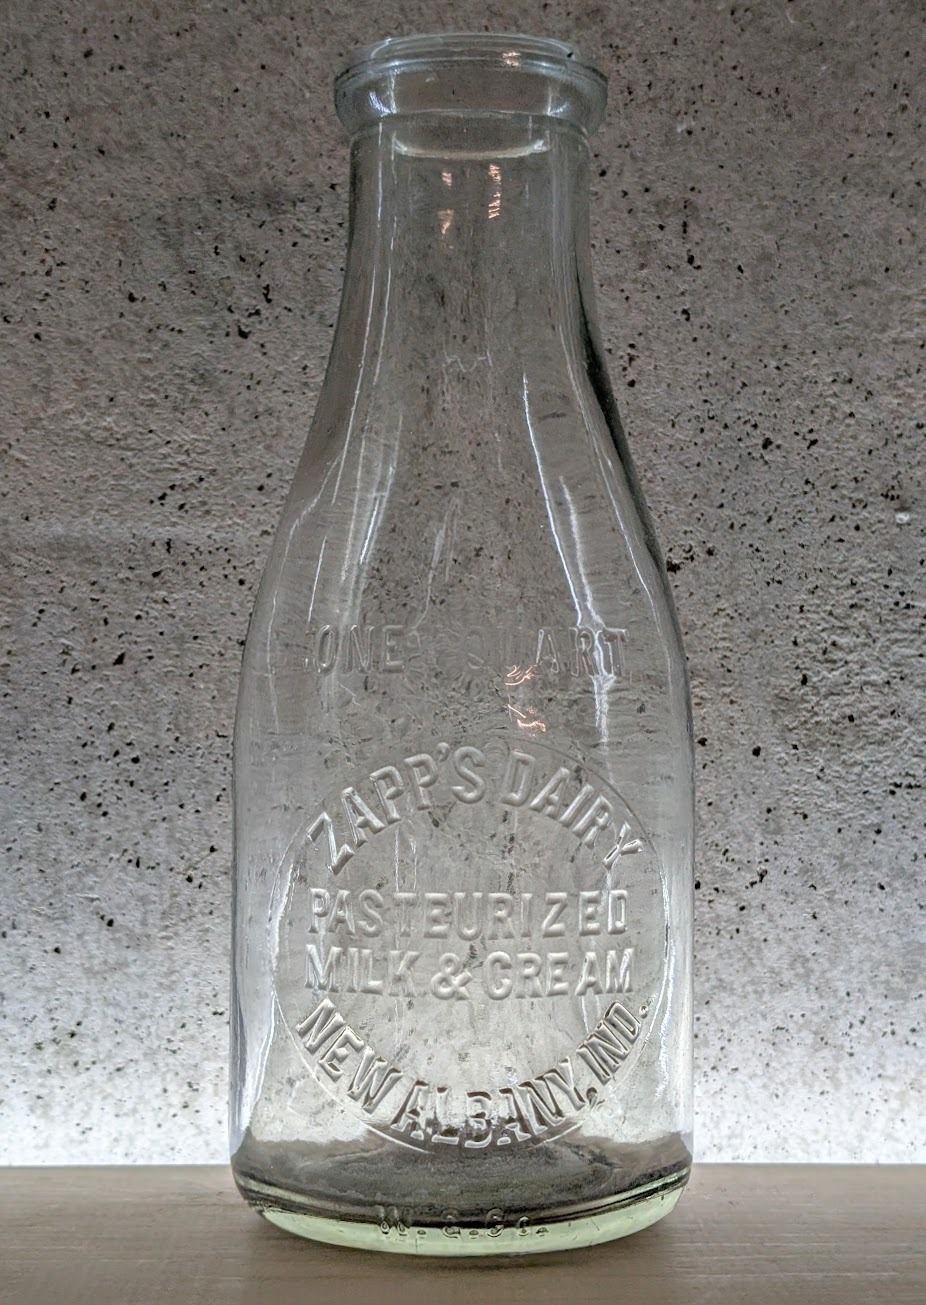 ONE QUART
ZAPP'S DAIRY
PASTEURIZED
MILK & CREAM
NEW ALBANY, IND.